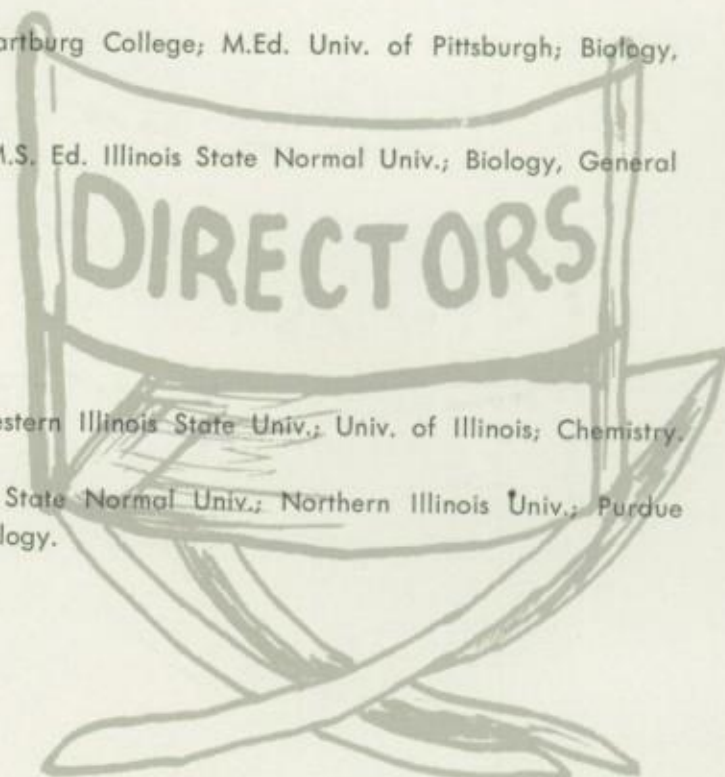 artburg College; M.Ed. Univ. of Pittsburgh; Biology,
M.S. Ed. Illinois State Normal Univ.; Biology, General
DIRECTORS
estern Illinois State Univ.; Univ. of Illinois; Chemistry.
State Normal Univ.; Northern Illinois Univ.; Purdue
logy.